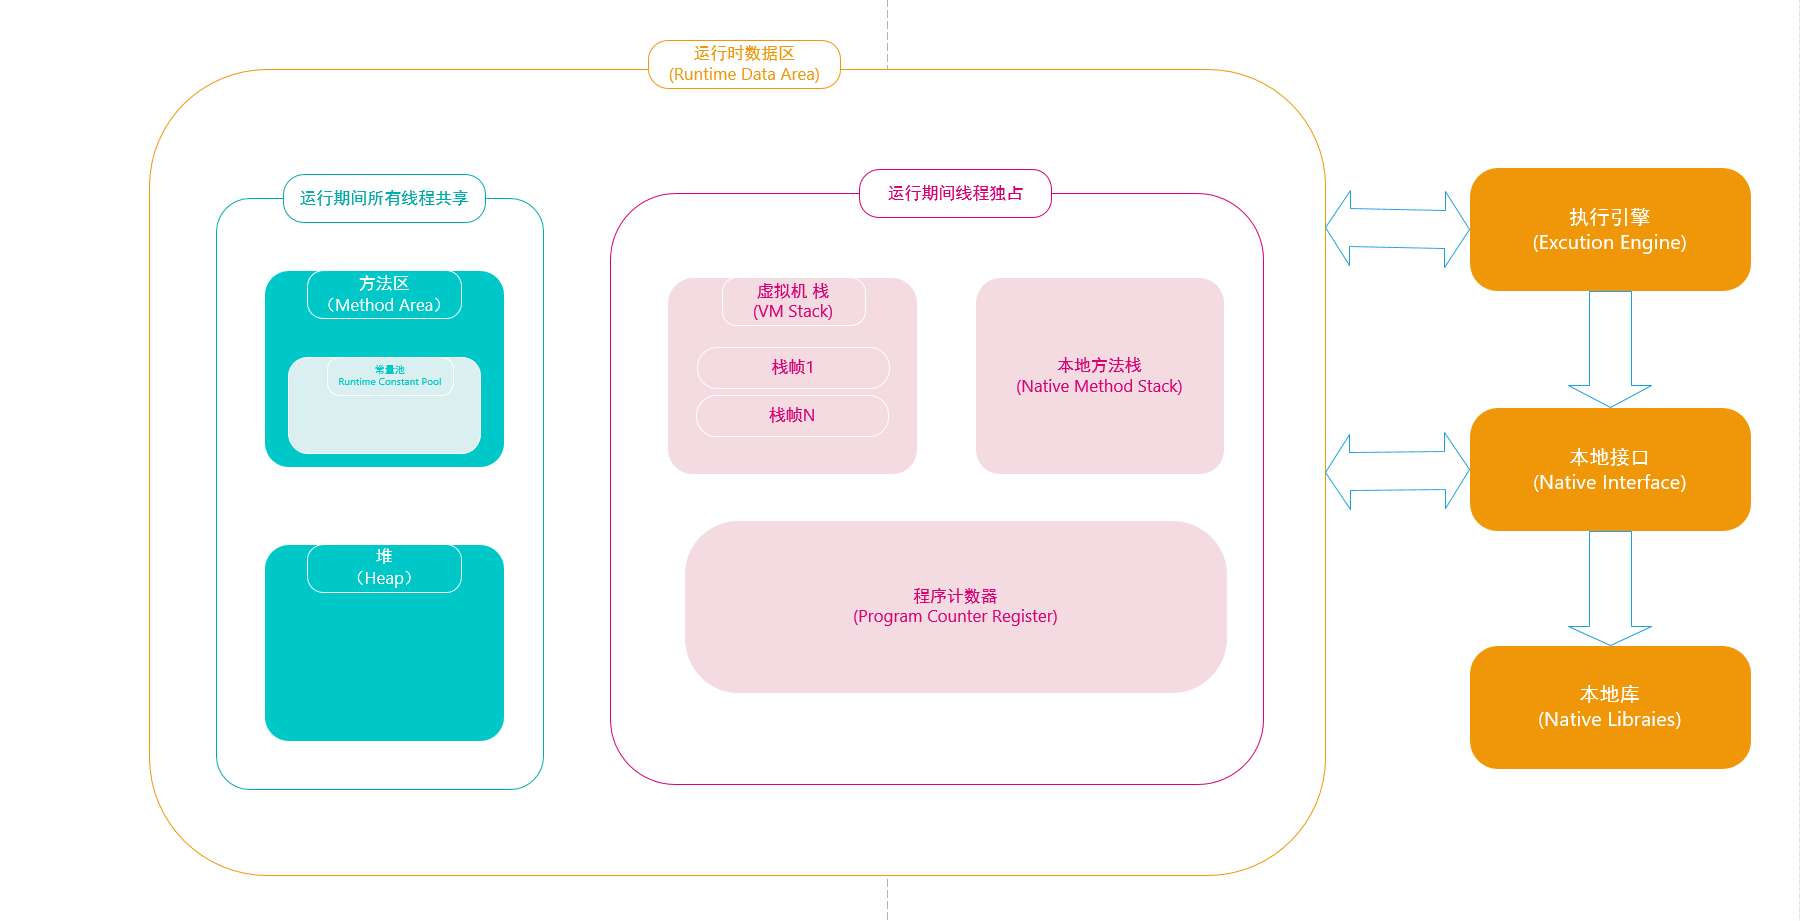 运行时数据区
(Runtime Data Area)
运行期间所有线程共享
方法区
（Method Area）
常量池
Runtime Constant Pool
堆
（Heap）
运行期间线程独占
虚拟机 栈
(VM Stack)
栈帧1
栈帧N
本地方法栈
(Native Method Stack)
程序计数器
(Program Counter Register)
执行引擎
(Excution Engine)
本地接口
(Native Interface)
本地库
(Native Libraies)